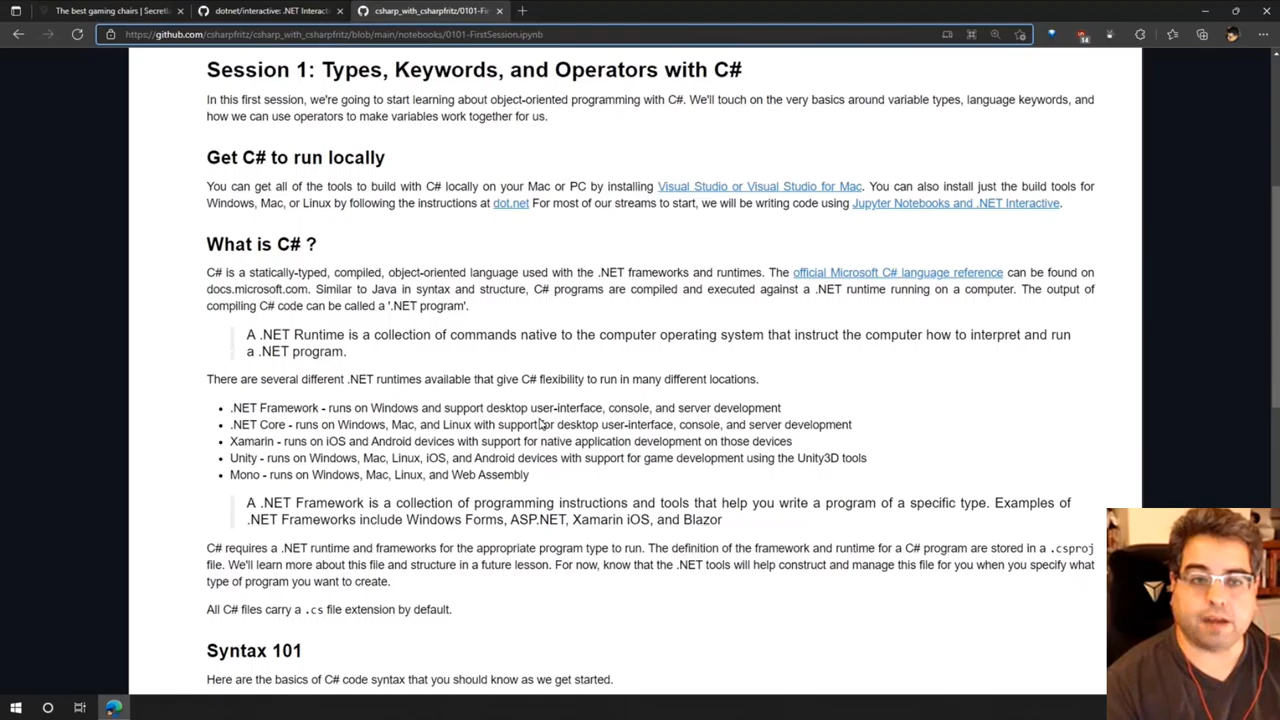 The best gaming chairs | Secretla
dotnet/interactive: .NET Interacti
csharp_with_csharpfritz/0101-Firs
https://github.com/csharpfritz/csharp_with_csharpfritz/blob/main/notebooks/0101-FirstSession.ipynb
14
Session 1: Types, Keywords, and Operators with C#
In this first session, we're going to start learning about object-oriented programming with C#. We'll touch on the very basics around variable types, language keywords, and
how we can use operators to make variables work together for us.
Get C# to run locally
You can get all of the tools to build with C# locally on your Mac or PC by installing Visual Studio or Visual Studio for Mac. You can also install just the build tools for
Windows, Mac, or Linux by following the instructions at dot.net For most of our streams to start, we will be writing code using Jupyter Notebooks and .NET Interactive.
What is C# ?
C# is a statically-typed, compiled, object-oriented language used with the .NET frameworks and runtimes. The official Microsoft C# language reference can be found on
docs.microsoft.com. Similar to Java in syntax and structure, C# programs are compiled and executed against a .NET runtime running on a computer. The output of
compiling C# code can be called a '.NET program'.
A .NET Runtime is a collection of commands native to the computer operating system that instruct the computer how to interpret and run
a .NET program.
There are several different .NET runtimes available that give C# flexibility to run in many different locations.
• .NET Framework - runs on Windows and support desktop user-interface, console, and server development
• .NET Core - runs on Windows, Mac, and Linux with support for desktop user-interface, console, and server development
• Xamarin - runs on iOS and Android devices with support for native application development on those devices
• Unity - runs on Windows, Mac, Linux, iOS, and Android devices with support for game development using the Unity3D tools
• Mono - runs on Windows, Mac, Linux, and Web Assembly
A .NET Framework is a collection of programming instructions and tools that help you write a program of a specific type. Examples of
.NET Frameworks include Windows Forms, ASP.NET, Xamarin iOS, and Blazor
C# requires a .NET runtime and frameworks for the appropriate program type to run. The definition of the framework and runtime for a C# program are stored in a .csproj
file. We'll learn more about this file and structure in a future lesson. For now, know that the .NET tools will help construct and manage this file for you when you specify what
type of program you want to create.
All C# files carry a .cs file extension by default.
Syntax 101
Here are the basics of C# code syntax that you should know as we get started.